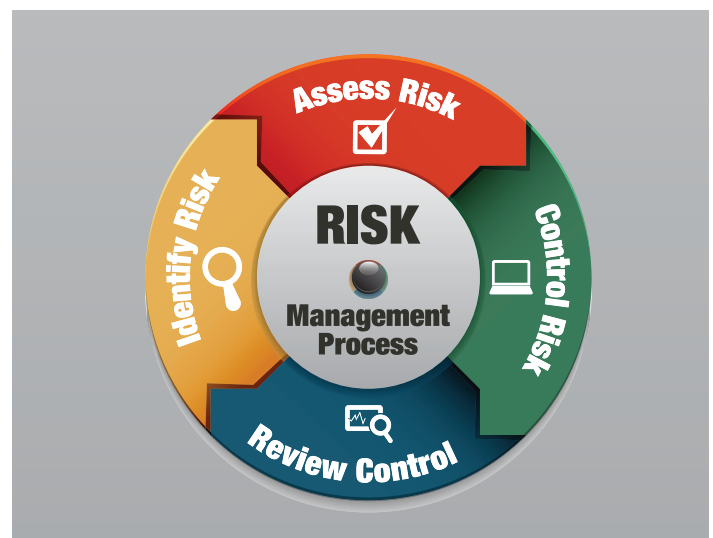 Assess Risk
Identify Risk
RISK
Management
Process
Control Risk
Review Control